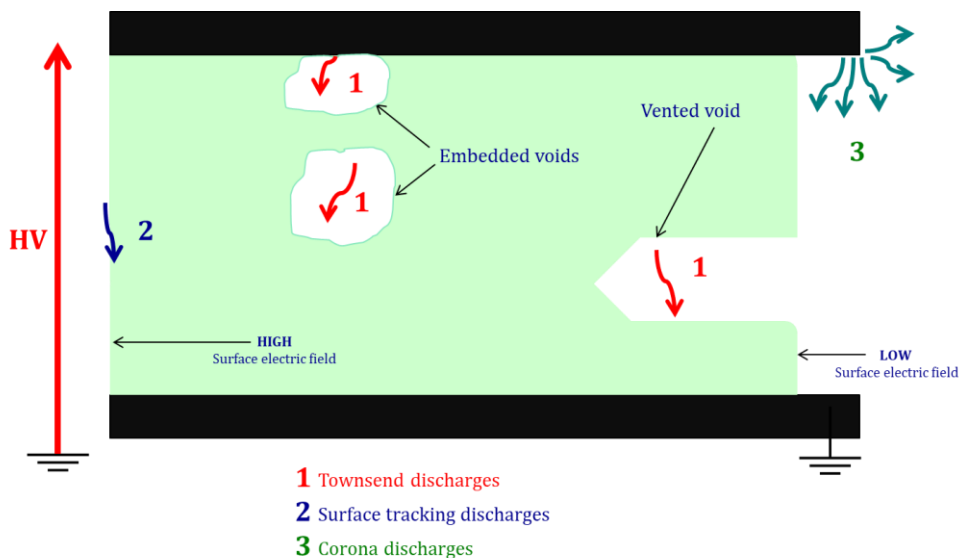 1
Vented void
3
Embedded voids
1
HV
2
1
HIGH
Surface electric field
LOW
Surface electric field
1 Townsend discharges
2 Surface tracking discharges
3 Corona discharges